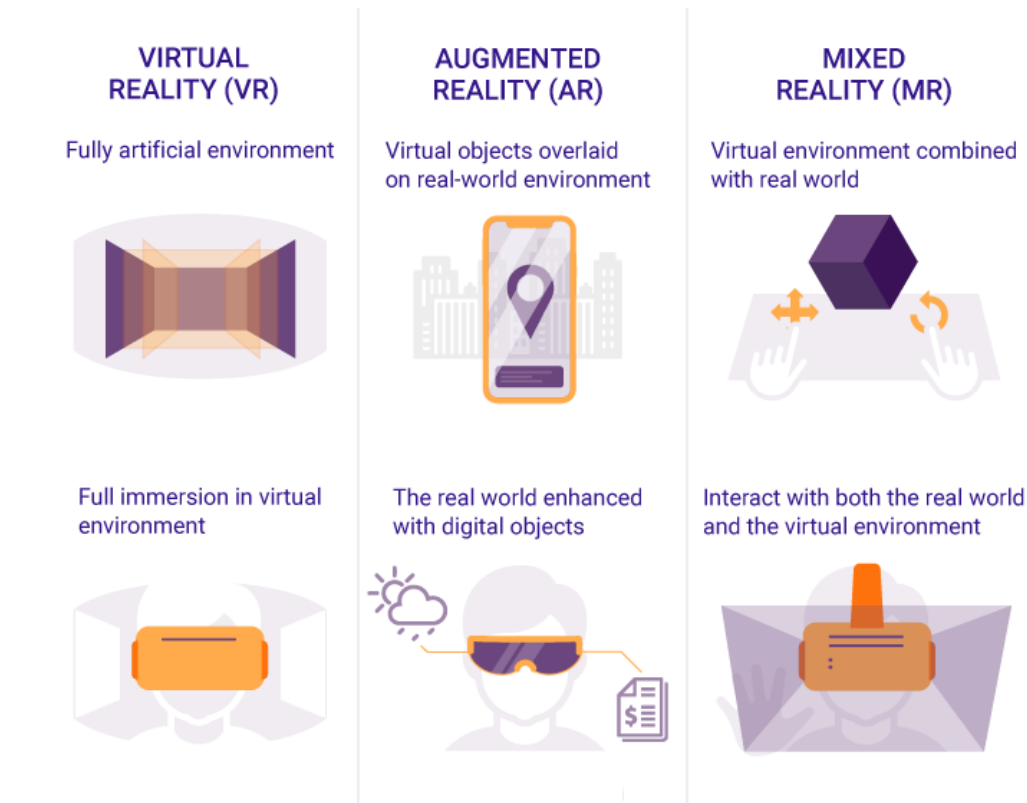 VIRTUAL
REALITY (VR)
Fully artificial environment
Full immersion in virtual
environment
AUGMENTED
REALITY (AR)
Virtual objects overlaid
on real-world environment
The real world enhanced
with digital objects
$
MIXED
REALITY (MR)
Virtual environment combined
with real world
Interact with both the real world
and the virtual environment